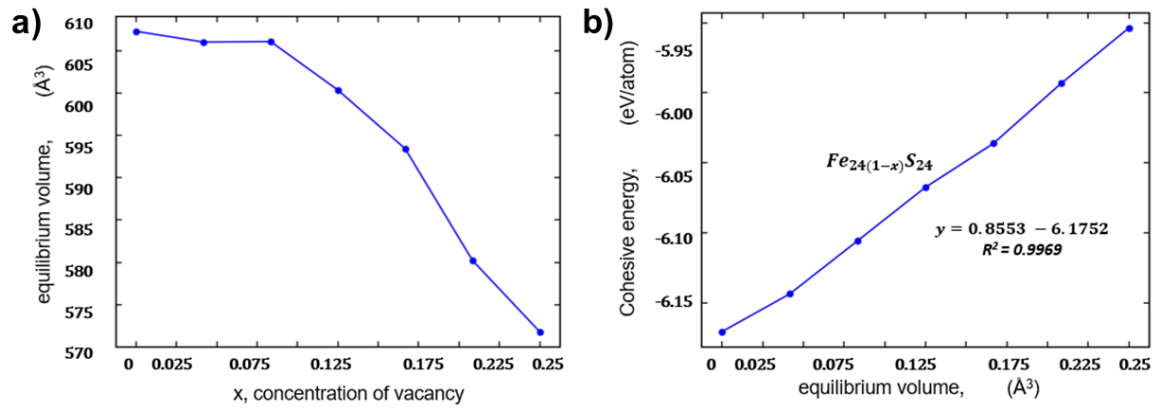 a)
equilibrium volume, (Å³)
610
605
600
595
590
585
580
575
570
0 0.025 0.075 0.125 0.175 0.225 0.25
x, concentration of vacancy
b)
Cohesive energy, (eV/atom)
-5.95
-6.00
-6.05
-6.10
-6.15
Fe₂₄₍₁₋ₓ₎S₂₄
y = 0.8553 − 6.1752
R² = 0.9969
0 0.025 0.075 0.125 0.175 0.225 0.25
equilibrium volume, (Å³)